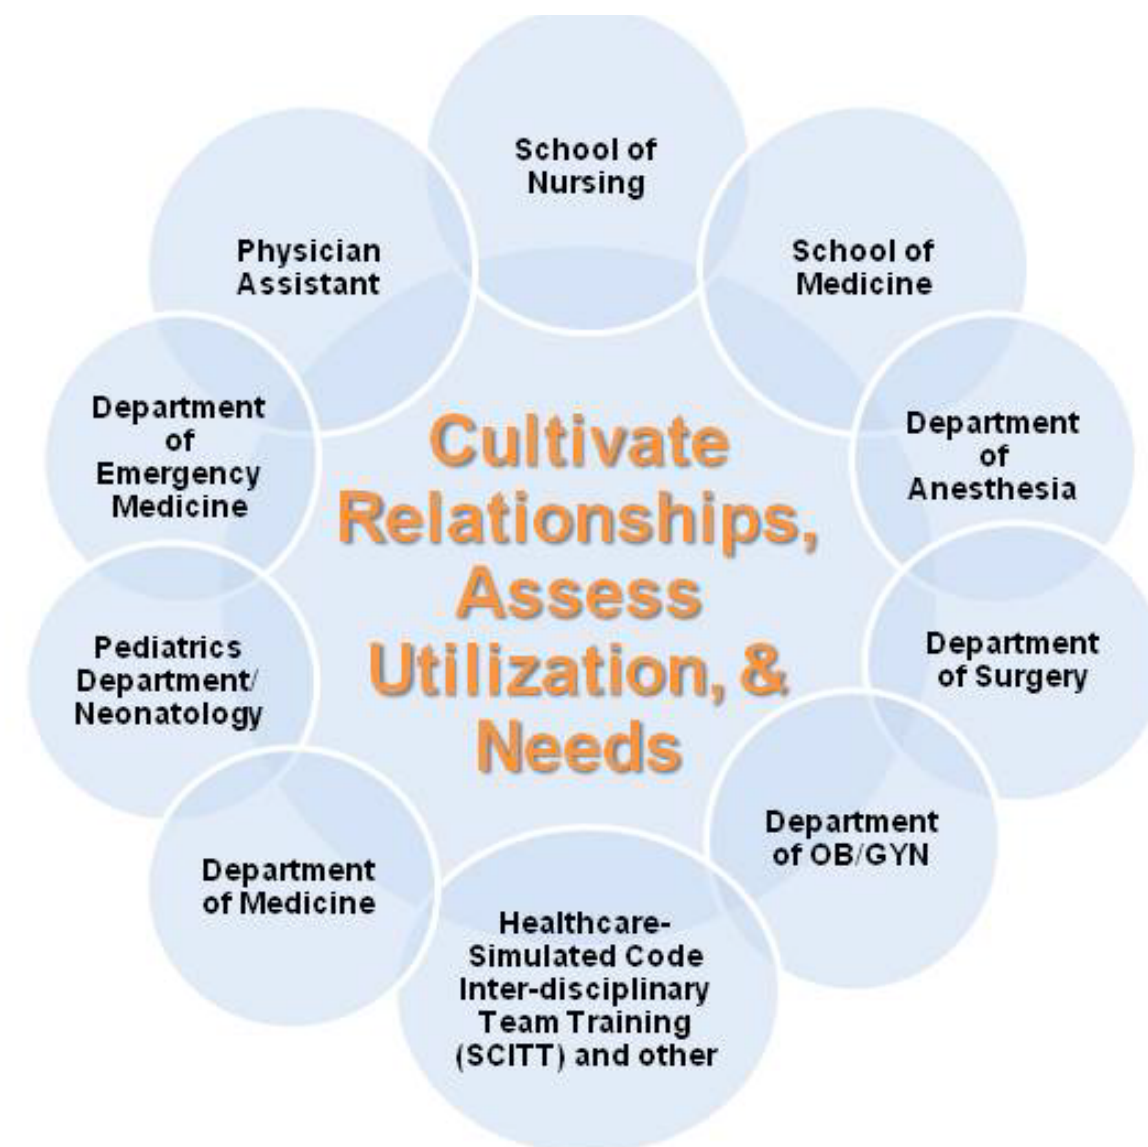 School of
Nursing
School of
Medicine
Department
of
Anesthesia
Department
of Surgery
Department
of OB/GYN
Healthcare-
Simulated Code
Inter-disciplinary
Team Training
(SCITT) and other
Department
of Medicine
Pediatrics
Department/
Neonatology
Department
of
Emergency
Medicine
Physician
Assistant
Cultivate
Relationships,
Assess
Utilization, &
Needs